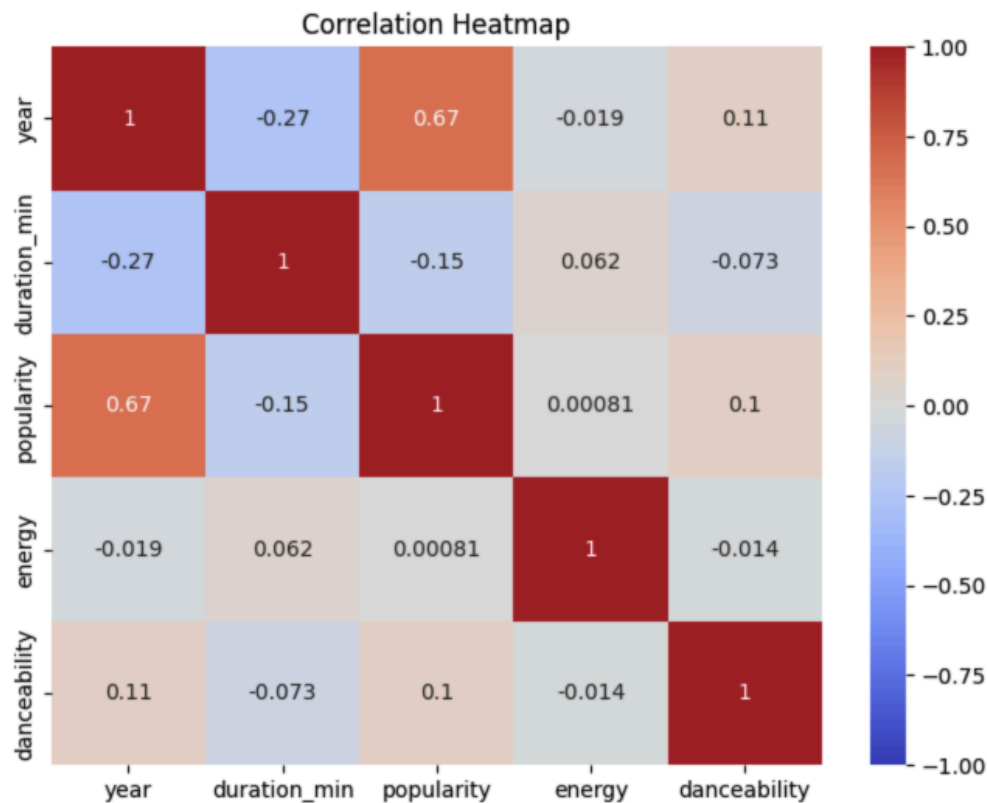 Correlation Heatmap
year 1 -0.27 0.67 -0.019 0.11
duration_min -0.27 1 -0.15 0.062 -0.073
popularity 0.67 -0.15 1 0.00081 0.1
energy -0.019 0.062 0.00081 1 -0.014
danceability 0.11 -0.073 0.1 -0.014 1
year duration_min popularity energy danceability
1.00
0.75
0.50
0.25
0.00
−0.25
−0.50
−0.75
−1.00